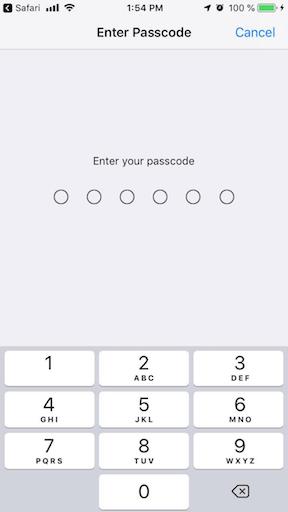 Safari 1:54 PM 100 %
Enter Passcode Cancel
Enter your passcode
1 2 3
ABC DEF
4 5 6
GHI JKL MNO
7 8 9
PQRS TUV WXYZ
0